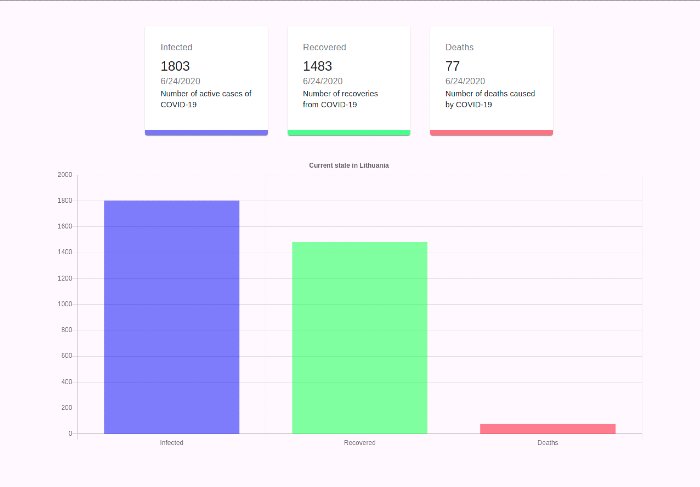 Infected
1803
6/24/2020
Number of active cases of
COVID-19
Recovered
1483
6/24/2020
Number of recoveries
from COVID-19
Deaths
77
6/24/2020
Number of deaths caused
by COVID-19
Current state in Lithuania
2000
1800
1600
1400
1200
1000
800
600
400
200
0
Infected
Recovered
Deaths